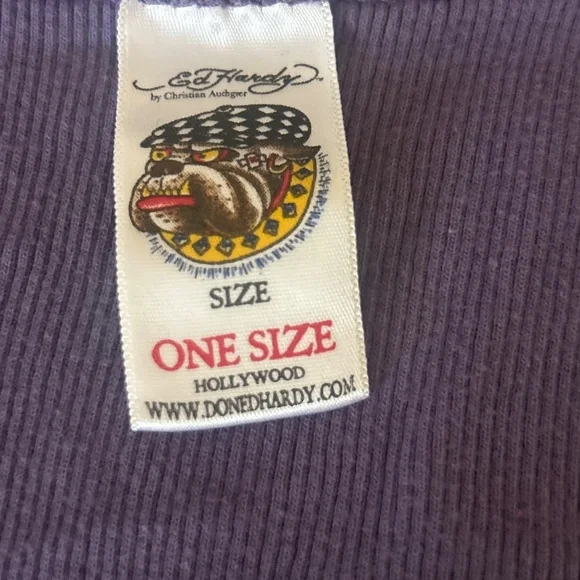 Ed Hardy
by Christian Audigier
SIZE
ONE SIZE
HOLLYWOOD
WWW.DONEDHARDY.COM